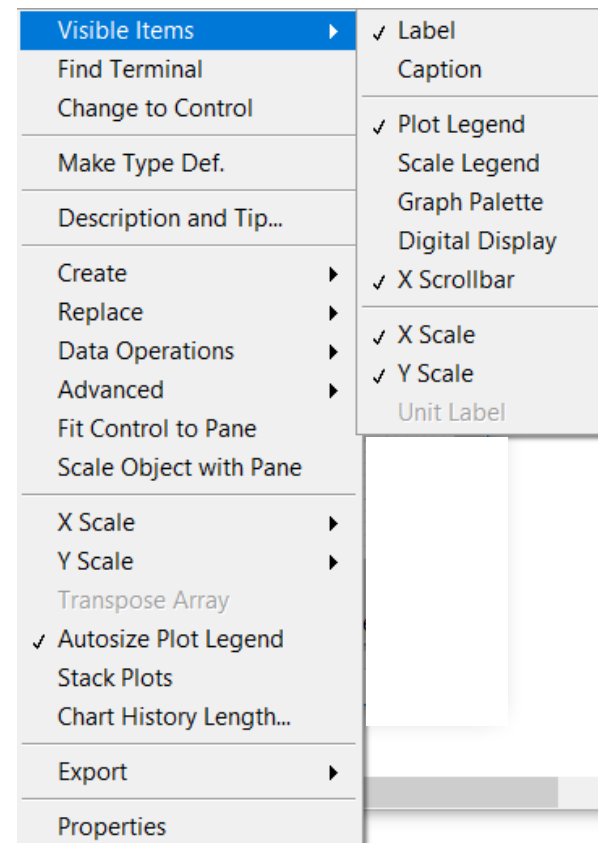 Visible Items
Find Terminal
Change to Control
Make Type Def.
Description and Tip...
Create
Replace
Data Operations
Advanced
Fit Control to Pane
Scale Object with Pane
X Scale
Y Scale
Transpose Array
Autosize Plot Legend
Stack Plots
Chart History Length...
Export
Properties
Label
Caption
Plot Legend
Scale Legend
Graph Palette
Digital Display
X Scrollbar
X Scale
Y Scale
Unit Label